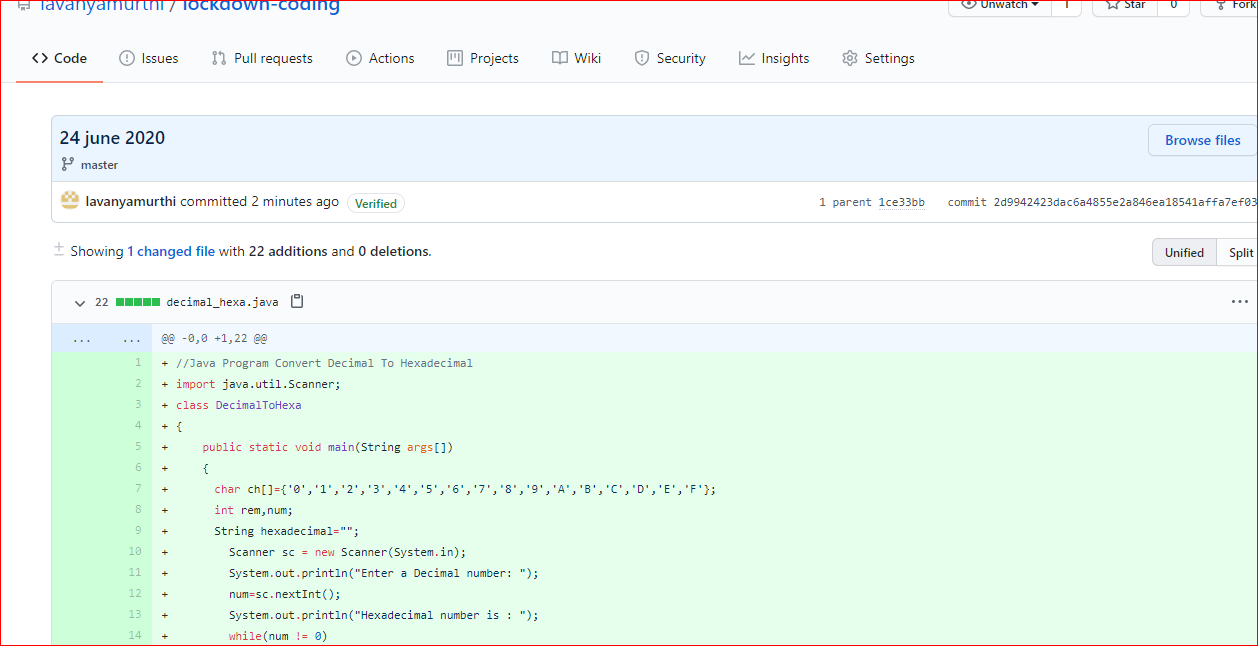 lavanyamurthi / lockdown-coding
Unwatch 1 Star 0 Fork
Code Issues Pull requests Actions Projects Wiki Security Insights Settings
24 june 2020
Browse files
master
lavanyamurthi committed 2 minutes ago Verified
1 parent 1ce33bb commit 2d9942423dac6a4855e2a846ea18541affa7ef03
Showing 1 changed file with 22 additions and 0 deletions.
Unified Split
22 decimal_hexa.java
... ... @@ -0,0 +1,22 @@
1 + //Java Program Convert Decimal To Hexadecimal
2 + import java.util.Scanner;
3 + class DecimalToHexa
4 + {
5 + public static void main(String args[])
6 + {
7 + char ch[]={'0','1','2','3','4','5','6','7','8','9','A','B','C','D','E','F'};
8 + int rem,num;
9 + String hexadecimal="";
10 + Scanner sc = new Scanner(System.in);
11 + System.out.println("Enter a Decimal number: ");
12 + num=sc.nextInt();
13 + System.out.println("Hexadecimal number is : ");
14 + while(num != 0)